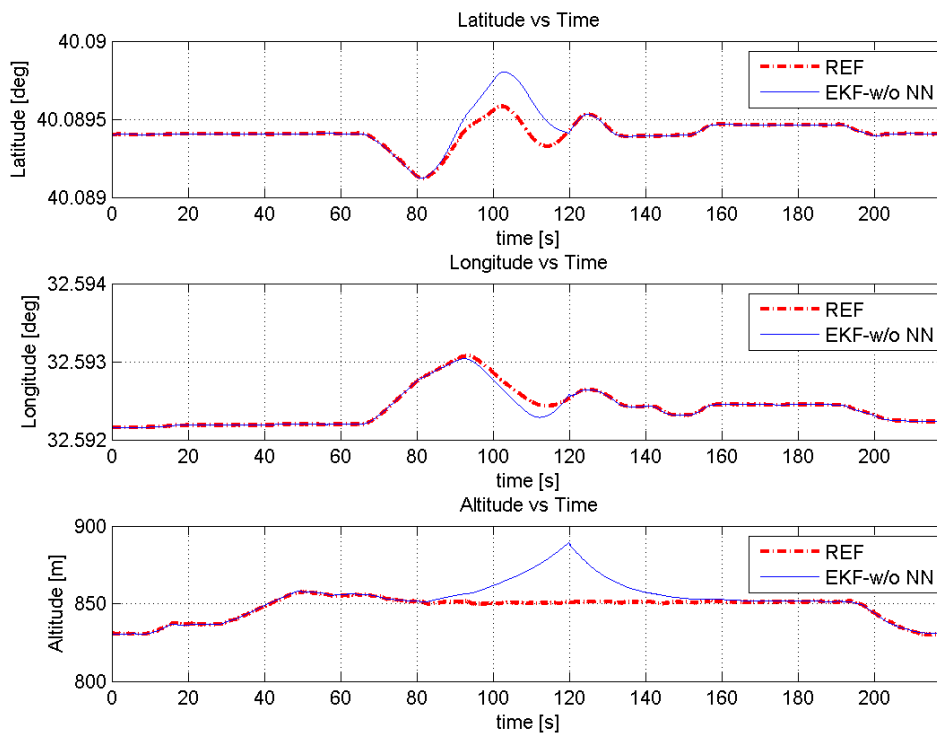 Latitude vs Time
40.09
40.0895
40.089
Latitude [deg]
REF
EKF-w/o NN
0 20 40 60 80 100 120 140 160 180 200
time [s]
Longitude vs Time
32.594
32.593
32.592
Longitude [deg]
REF
EKF-w/o NN
0 20 40 60 80 100 120 140 160 180 200
time [s]
Altitude vs Time
900
850
800
Altitude [m]
REF
EKF-w/o NN
0 20 40 60 80 100 120 140 160 180 200
time [s]